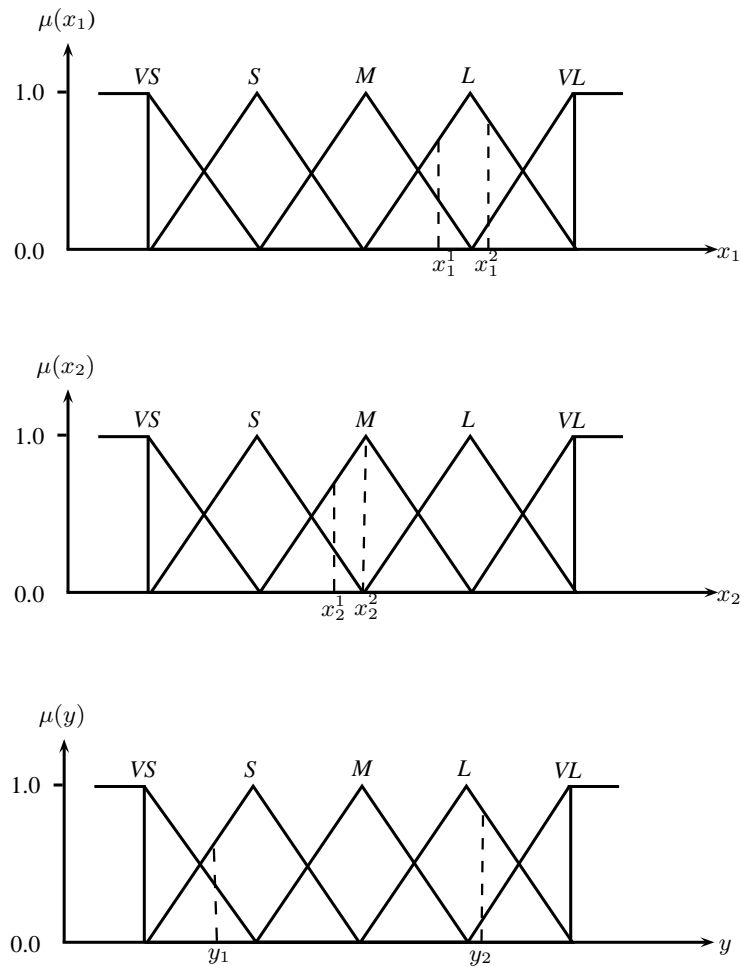 μ(x₁)
VS S M L VL
1.0
0.0
x₁¹ x₁² x₁
μ(x₂)
VS S M L VL
1.0
0.0
x₂¹ x₂² x₂
μ(y)
VS S M L VL
1.0
0.0
y₁ y₂ y